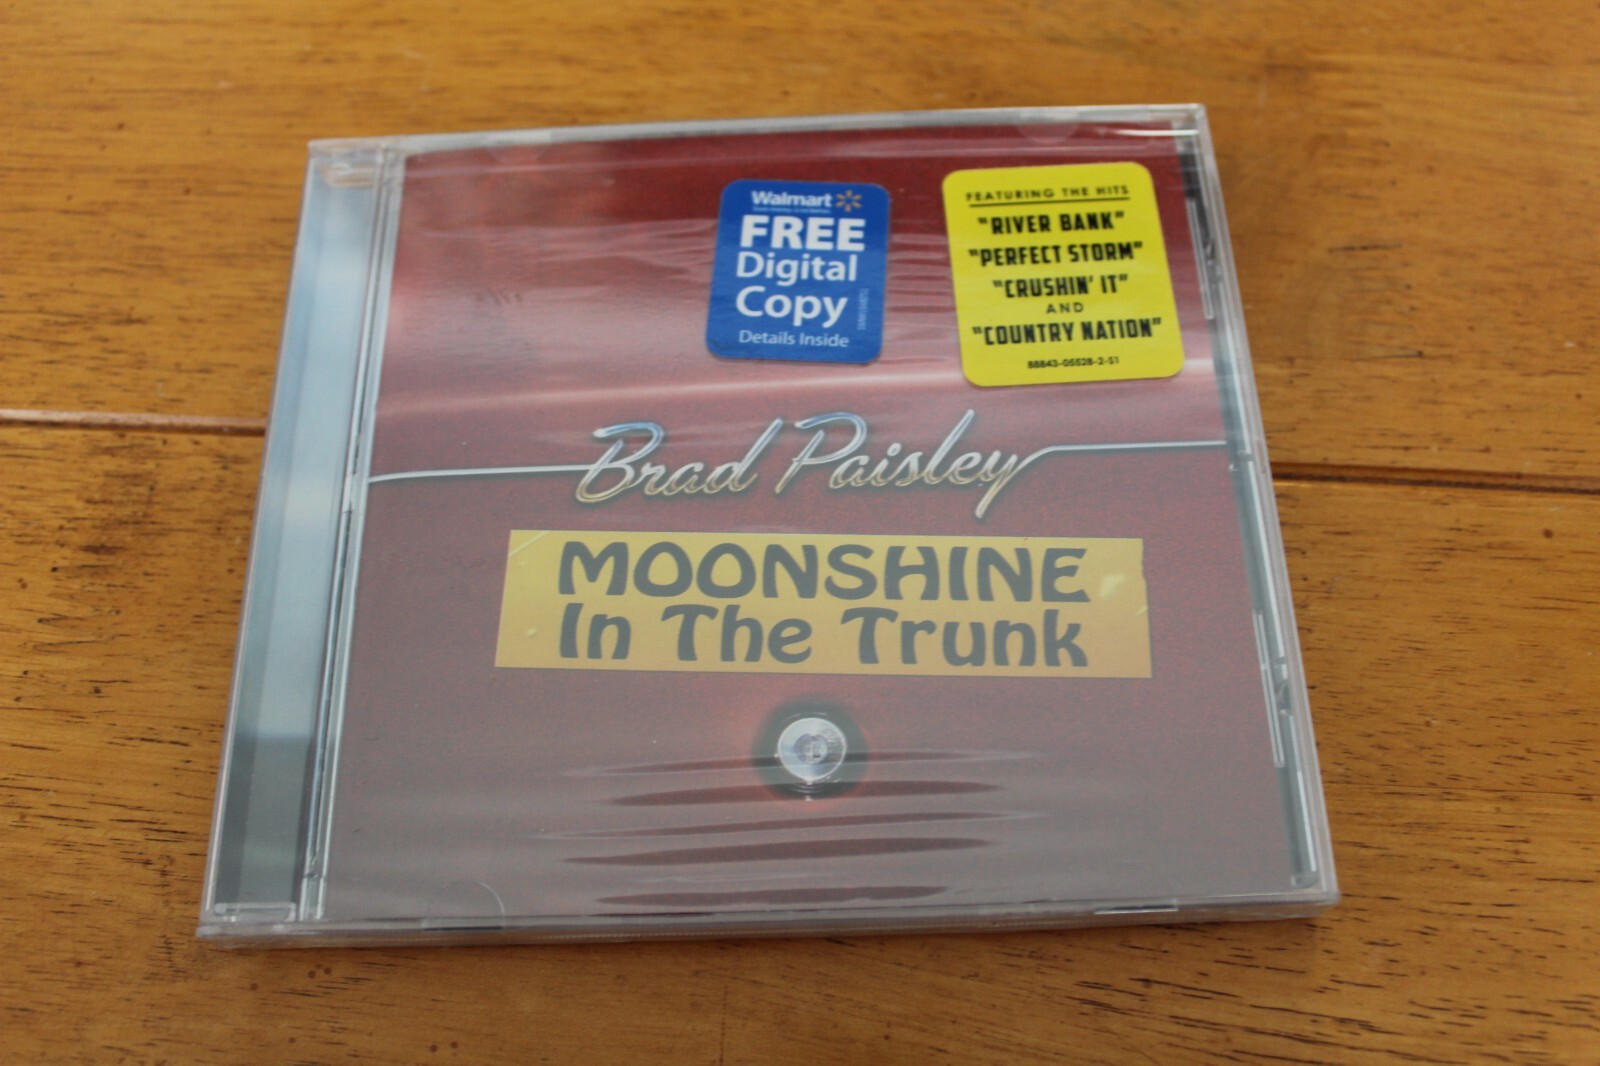 Walmart
FREE
Digital
Copy
Details Inside
FEATURING THE HITS
"RIVER BANK"
"PERFECT STORM"
"CRUSHIN' IT"
AND
"COUNTRY NATION"
88843-05528-2-S1
Brad Paisley
MOONSHINE
In The Trunk